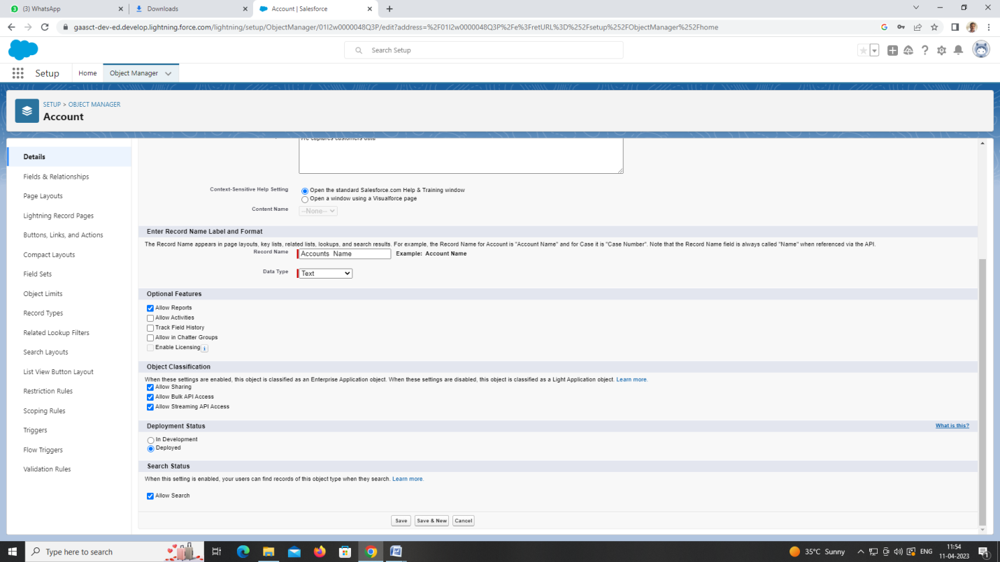 (3) WhatsApp
Downloads
Account | Salesforce
gaasct-dev-ed.develop.lightning.force.com/lightning/setup/ObjectManager/01I2w0000048Q3P/edit?address=%2F01I2w0000048Q3P%2Fe%3FretURL%3D%252Fsetup%252FObjectManager%252Fhome
Search Setup
Setup
Home
Object Manager
SETUP > OBJECT MANAGER
Account
Details
Fields & Relationships
Page Layouts
Lightning Record Pages
Buttons, Links, and Actions
Compact Layouts
Field Sets
Object Limits
Record Types
Related Lookup Filters
Search Layouts
List View Button Layout
Restriction Rules
Scoping Rules
Triggers
Flow Triggers
Validation Rules
captures customers data
Context-Sensitive Help Setting
Open the standard Salesforce.com Help & Training window
Open a window using a Visualforce page
Content Name
--None--
Enter Record Name Label and Format
The Record Name appears in page layouts, key lists, related lists, lookups, and search results. For example, the Record Name for Account is "Account Name" and for Case it is "Case Number". Note that the Record Name field is always called "Name" when referenced via the API.
Record Name Accounts Name Example: Account Name
Data Type Text
Optional Features
Allow Reports
Allow Activities
Track Field History
Allow in Chatter Groups
Enable Licensing i
Object Classification
When these settings are enabled, this object is classified as an Enterprise Application object. When these settings are disabled, this object is classified as a Light Application object. Learn more.
Allow Sharing
Allow Bulk API Access
Allow Streaming API Access
Deployment Status
What is this?
In Development
Deployed
Search Status
When this setting is enabled, your users can find records of this object type when they search. Learn more.
Allow Search
Save
Save & New
Cancel
Type here to search
35°C Sunny
ENG
11:54
11-04-2023
1